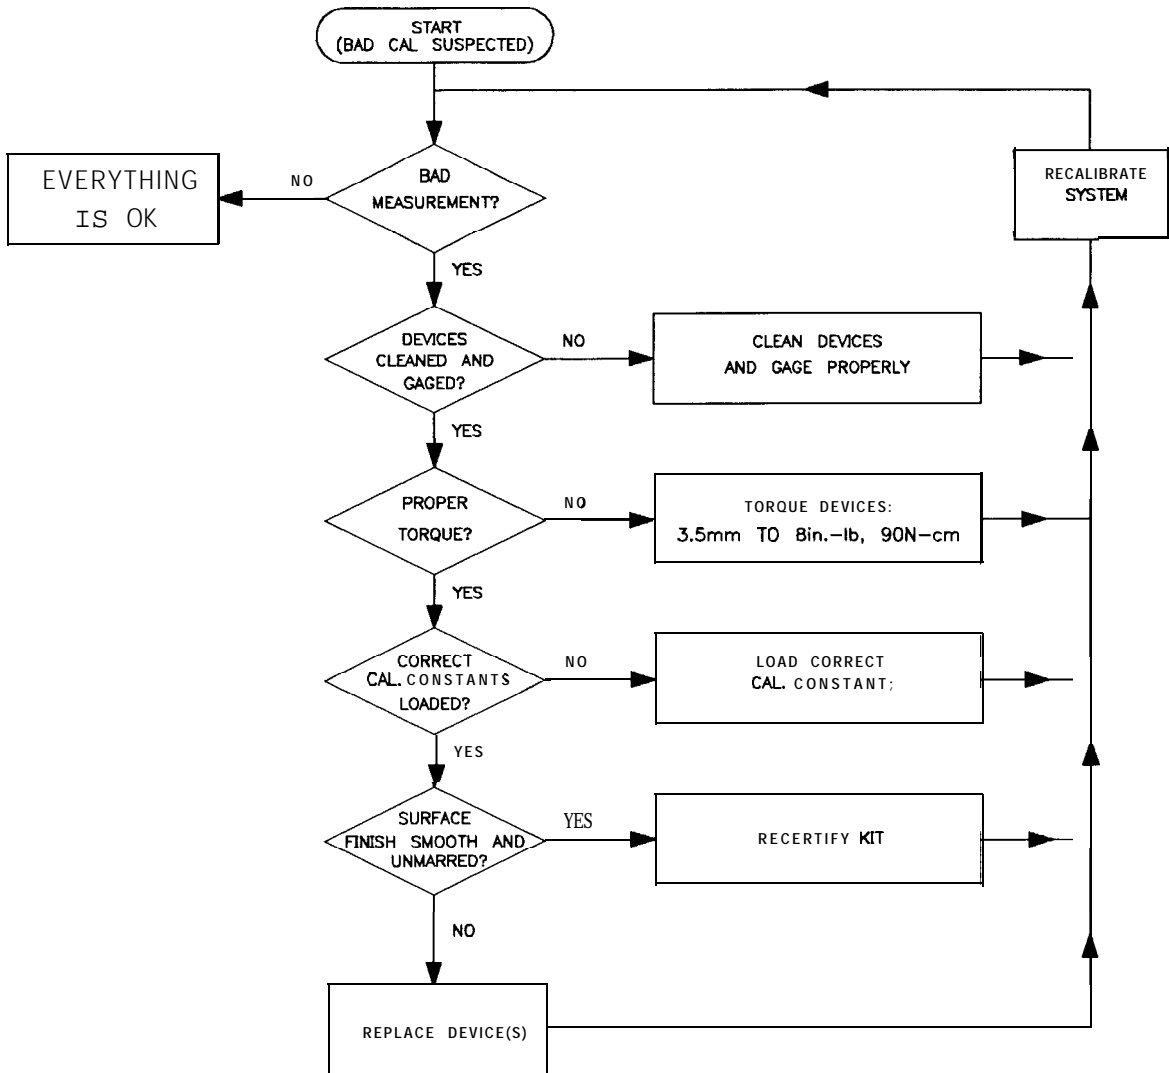 START
(BAD CAL SUSPECTED)
BAD
MEASUREMENT?
NO
EVERYTHING
IS OK
RECALIBRATE
SYSTEM
YES
DEVICES
CLEANED AND
GAGED?
NO
CLEAN DEVICES
AND GAGE PROPERLY
YES
PROPER
TORQUE?
NO
TORQUE DEVICES:
3.5mm TO 8in.-lb, 90N-cm
YES
CORRECT
CAL. CONSTANTS
LOADED?
NO
LOAD CORRECT
CAL. CONSTANT;
YES
SURFACE
FINISH SMOOTH AND
UNMARRED?
YES
RECERTIFY KIT
NO
REPLACE DEVICE(S)